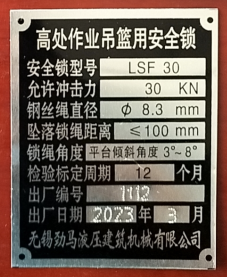 高处作业吊篮用安全锁
安全锁型号 LSF 30
允许冲击力 30 KN
钢丝绳直径 φ 8.3 mm
坠落锁绳距离 ≤100 mm
锁绳角度 平台倾斜角度 3°~8°
检验标定周期 12 个月
出厂编号 1112
出厂日期 2023 年 3 月
无锡劲马液压建筑机械有限公司